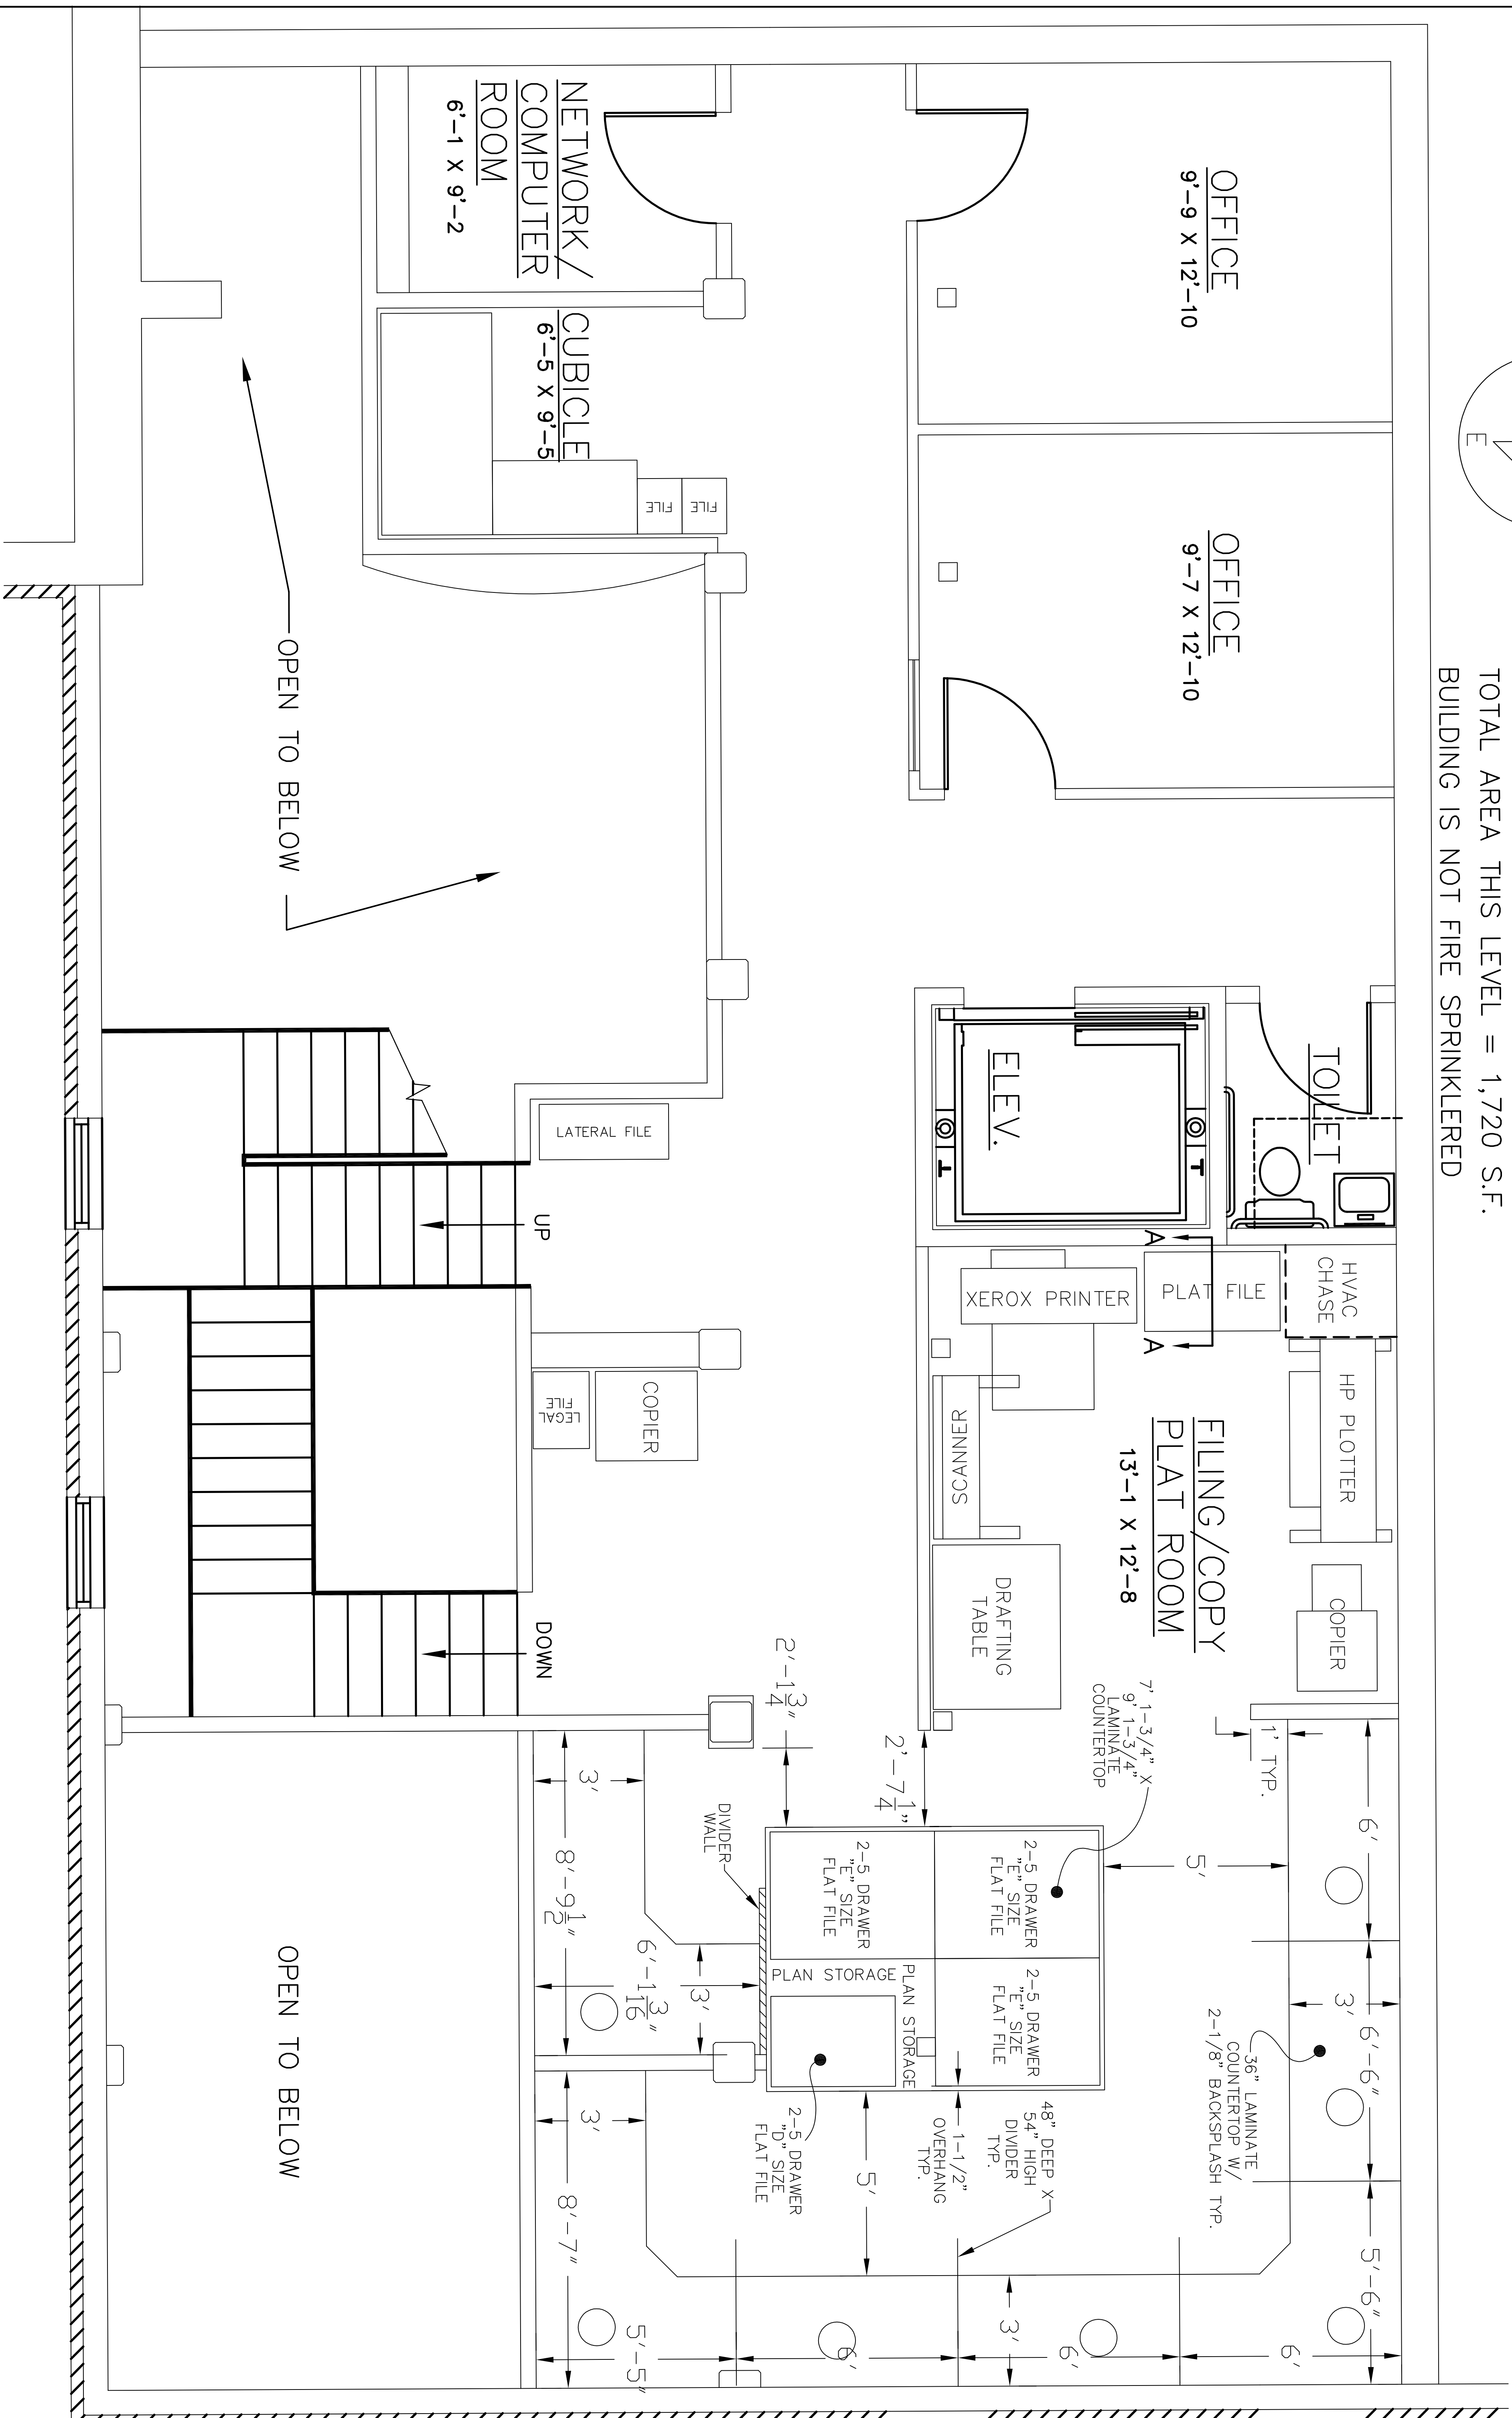 E
TOTAL AREA THIS LEVEL = 1,720 S.F.
BUILDING IS NOT FIRE SPRINKLERED
OFFICE
9'-9 X 12'-10
OFFICE
9'-7 X 12'-10
NETWORK/
COMPUTER
ROOM
6'-1 X 9'-2
CUBICLE
6'-5 X 9'-5
FILE
FILE
OPEN TO BELOW
TOILET
ELEV.
LATERAL FILE
UP
A
A
HVAC
CHASE
PLAT FILE
XEROX PRINTER
HP PLOTTER
SCANNER
COPIER
LEGAL
FILE
FILING/COPY
PLAT ROOM
13'-1 X 12'-8
COPIER
DRAFTING
TABLE
DOWN
2'-1 3/4"
2'-7 1/4"
7' 1-3/4" X
9' 1-3/4"
LAMINATE
COUNTERTOP
1' TYP.
6'
5'
3'
6'-6"
5'-6"
36" LAMINATE
COUNTERTOP W/
2-1/8" BACKSPLASH TYP.
2-5 DRAWER
"E" SIZE
FLAT FILE
2-5 DRAWER
"E" SIZE
FLAT FILE
2-5 DRAWER
"E" SIZE
FLAT FILE
PLAN STORAGE
PLAN STORAGE
DIVIDER
WALL
3'
8'-9 1/2"
6'-1 3/16"
3'
3'
8'-7"
2-5 DRAWER
"D" SIZE
FLAT FILE
48" DEEP X
54" HIGH
DIVIDER
TYP.
1-1/2"
OVERHANG
TYP.
5'
3'
6'
6'
6'
5'-5"
OPEN TO BELOW